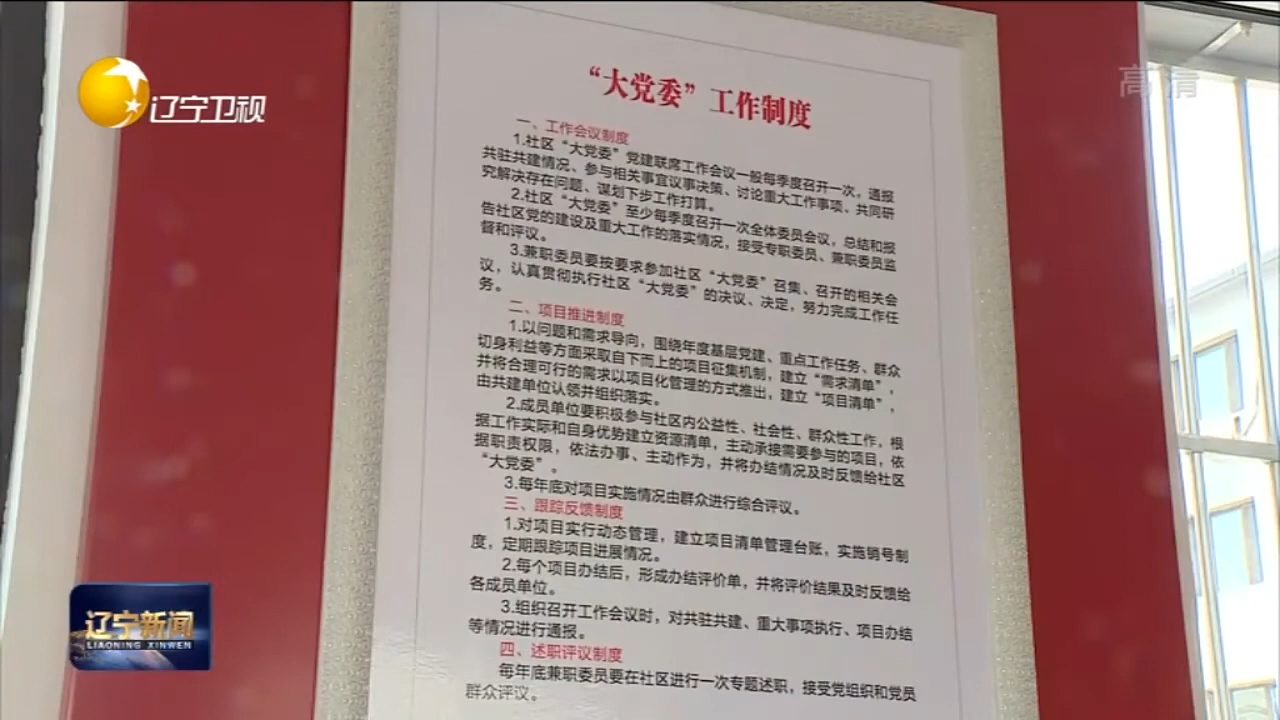 辽宁卫视
高清
“大党委”工作制度
一、工作会议制度
1.社区“大党委”党建联席工作会议一般每季度召开一次，通报
共驻共建情况、参与相关事宜议事决策、讨论重大工作事项、共同研
究解决存在问题、谋划下步工作打算。
2.社区“大党委”至少每季度召开一次全体委员会议，总结和报
告社区党的建设及重大工作的落实情况，接受专职委员、兼职委员监
督和评议。
3.兼职委员要按要求参加社区“大党委”召集、召开的相关会
议，认真贯彻执行社区“大党委”的决议、决定，努力完成工作任
务。
二、项目推进制度
1.以问题和需求导向，围绕年度基层党建、重点工作任务、群众
切身利益等方面采取自下而上的项目征集机制，建立“需求清单”，
并将合理可行的需求以项目化管理的方式推出，建立“项目清单”，
由共建单位认领并组织落实。
2.成员单位要积极参与社区内公益性、社会性、群众性工作，根
据工作实际和自身优势建立资源清单，主动承接需要参与的项目，依
据职责权限，依法办事、主动作为，并将办结情况及时反馈给社区
“大党委”。
3.每年底对项目实施情况由群众进行综合评议。
三、跟踪反馈制度
1.对项目实行动态管理，建立项目清单管理台账，实施销号制
度，定期跟踪项目进展情况。
2.每个项目办结后，形成办结评价单，并将评价结果及时反馈给
各成员单位。
3.组织召开工作会议时，对共驻共建、重大事项执行、项目办结
等情况进行通报。
四、述职评议制度
每年底兼职委员要在社区进行一次专题述职，接受党组织和党员
群众评议。
辽宁新闻
LIAONING XINWEN